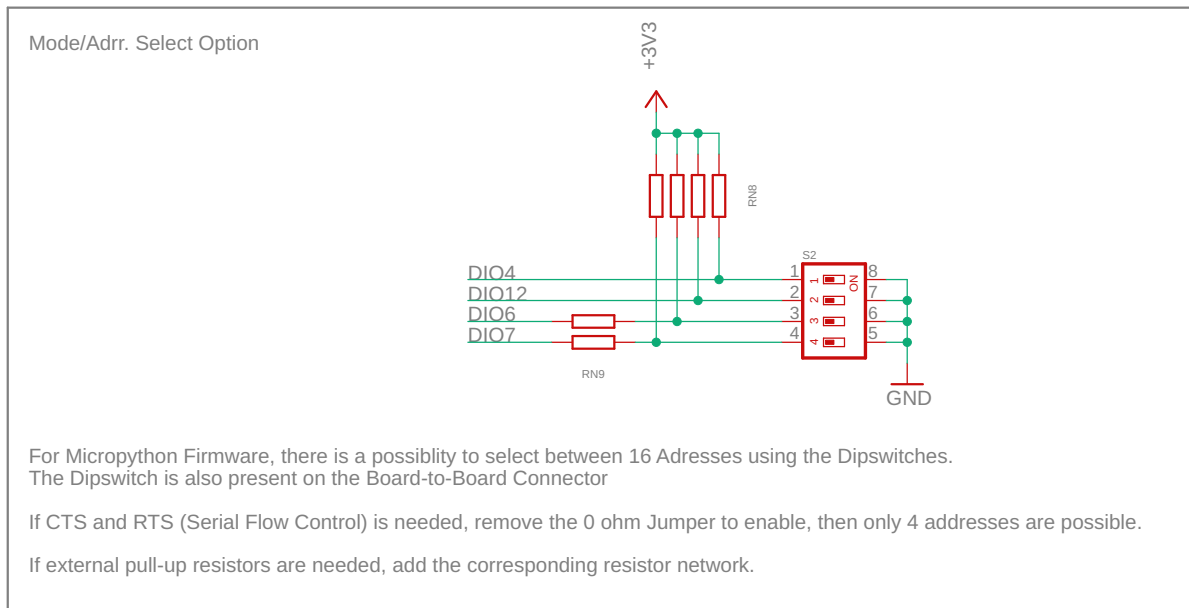 Mode/Adrr. Select Option
+3V3
RN8
S2
DIO4
DIO12
DIO6
DIO7
1
2
3
4
1
2
3
4
ON
8
7
6
5
RN9
GND
For Micropython Firmware, there is a possiblity to select between 16 Adresses using the Dipswitches.
The Dipswitch is also present on the Board-to-Board Connector
If CTS and RTS (Serial Flow Control) is needed, remove the 0 ohm Jumper to enable, then only 4 addresses are possible.
If external pull-up resistors are needed, add the corresponding resistor network.